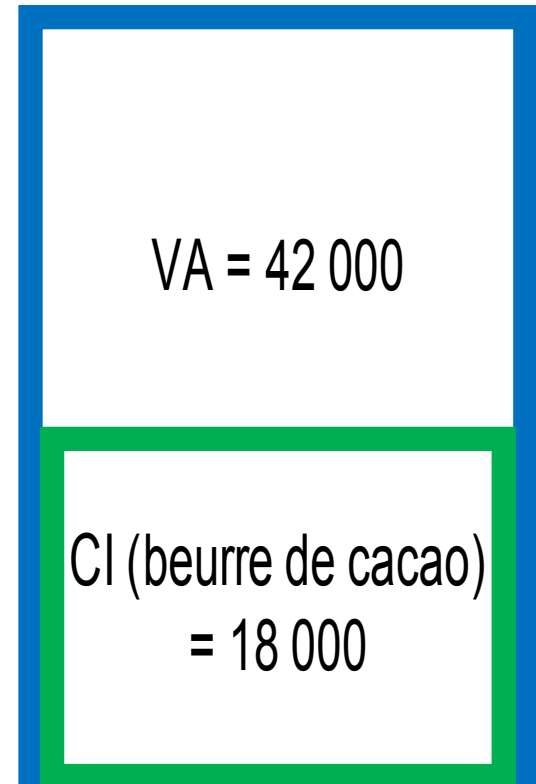 VA = 42 000
CI (beurre de cacao)
= 18 000